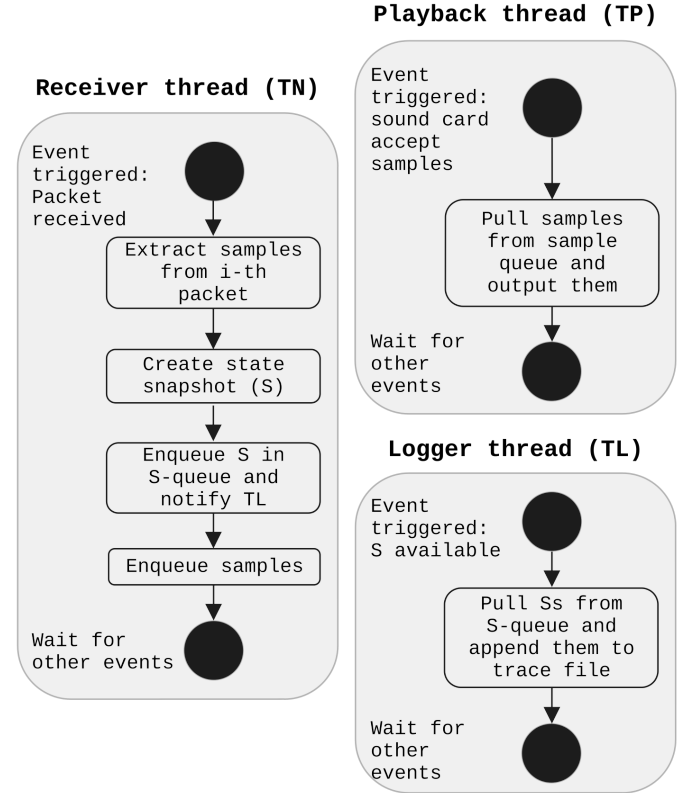 Receiver thread (TN)
Event
triggered:
Packet
received
Extract samples
from i-th
packet
Create state
snapshot (S)
Enqueue S in
S-queue and
notify TL
Enqueue samples
Wait for
other events
Playback thread (TP)
Event
triggered:
sound card
accept
samples
Pull samples
from sample
queue and
output them
Wait for
other
events
Logger thread (TL)
Event
triggered:
S available
Pull Ss from
S-queue and
append them to
trace file
Wait for
other
events